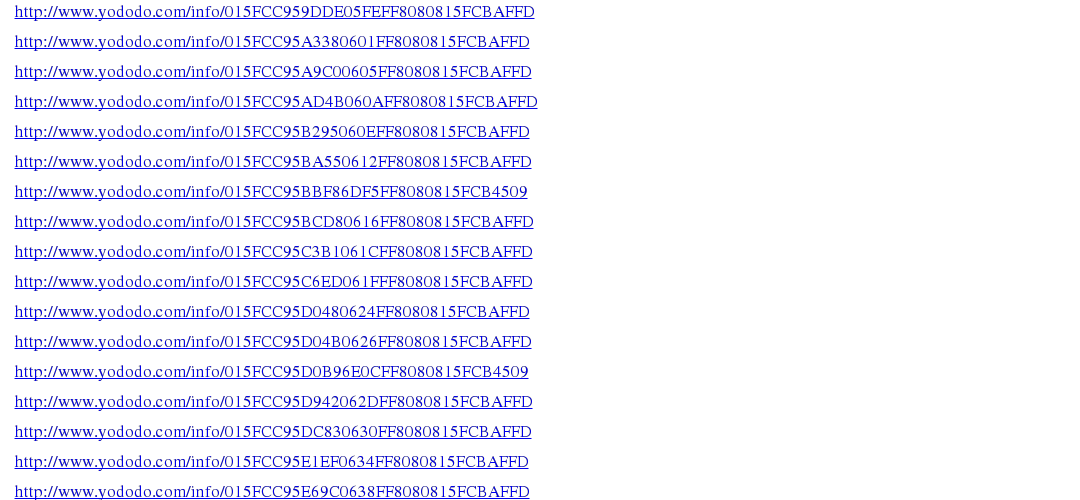 http://www.yododo.com/info/015FCC959DDE05FEFF8080815FCBAFFD
http://www.yododo.com/info/015FCC95A3380601FF8080815FCBAFFD
http://www.yododo.com/info/015FCC95A9C00605FF8080815FCBAFFD
http://www.yododo.com/info/015FCC95AD4B060AFF8080815FCBAFFD
http://www.yododo.com/info/015FCC95B295060EFF8080815FCBAFFD
http://www.yododo.com/info/015FCC95BA550612FF8080815FCBAFFD
http://www.yododo.com/info/015FCC95BBF86DF5FF8080815FCB4509
http://www.yododo.com/info/015FCC95BCD80616FF8080815FCBAFFD
http://www.yododo.com/info/015FCC95C3B1061CFF8080815FCBAFFD
http://www.yododo.com/info/015FCC95C6ED061FFF8080815FCBAFFD
http://www.yododo.com/info/015FCC95D0480624FF8080815FCBAFFD
http://www.yododo.com/info/015FCC95D04B0626FF8080815FCBAFFD
http://www.yododo.com/info/015FCC95D0B96E0CFF8080815FCB4509
http://www.yododo.com/info/015FCC95D942062DFF8080815FCBAFFD
http://www.yododo.com/info/015FCC95DC830630FF8080815FCBAFFD
http://www.yododo.com/info/015FCC95E1EF0634FF8080815FCBAFFD
http://www.yododo.com/info/015FCC95E69C0638FF8080815FCBAFFD